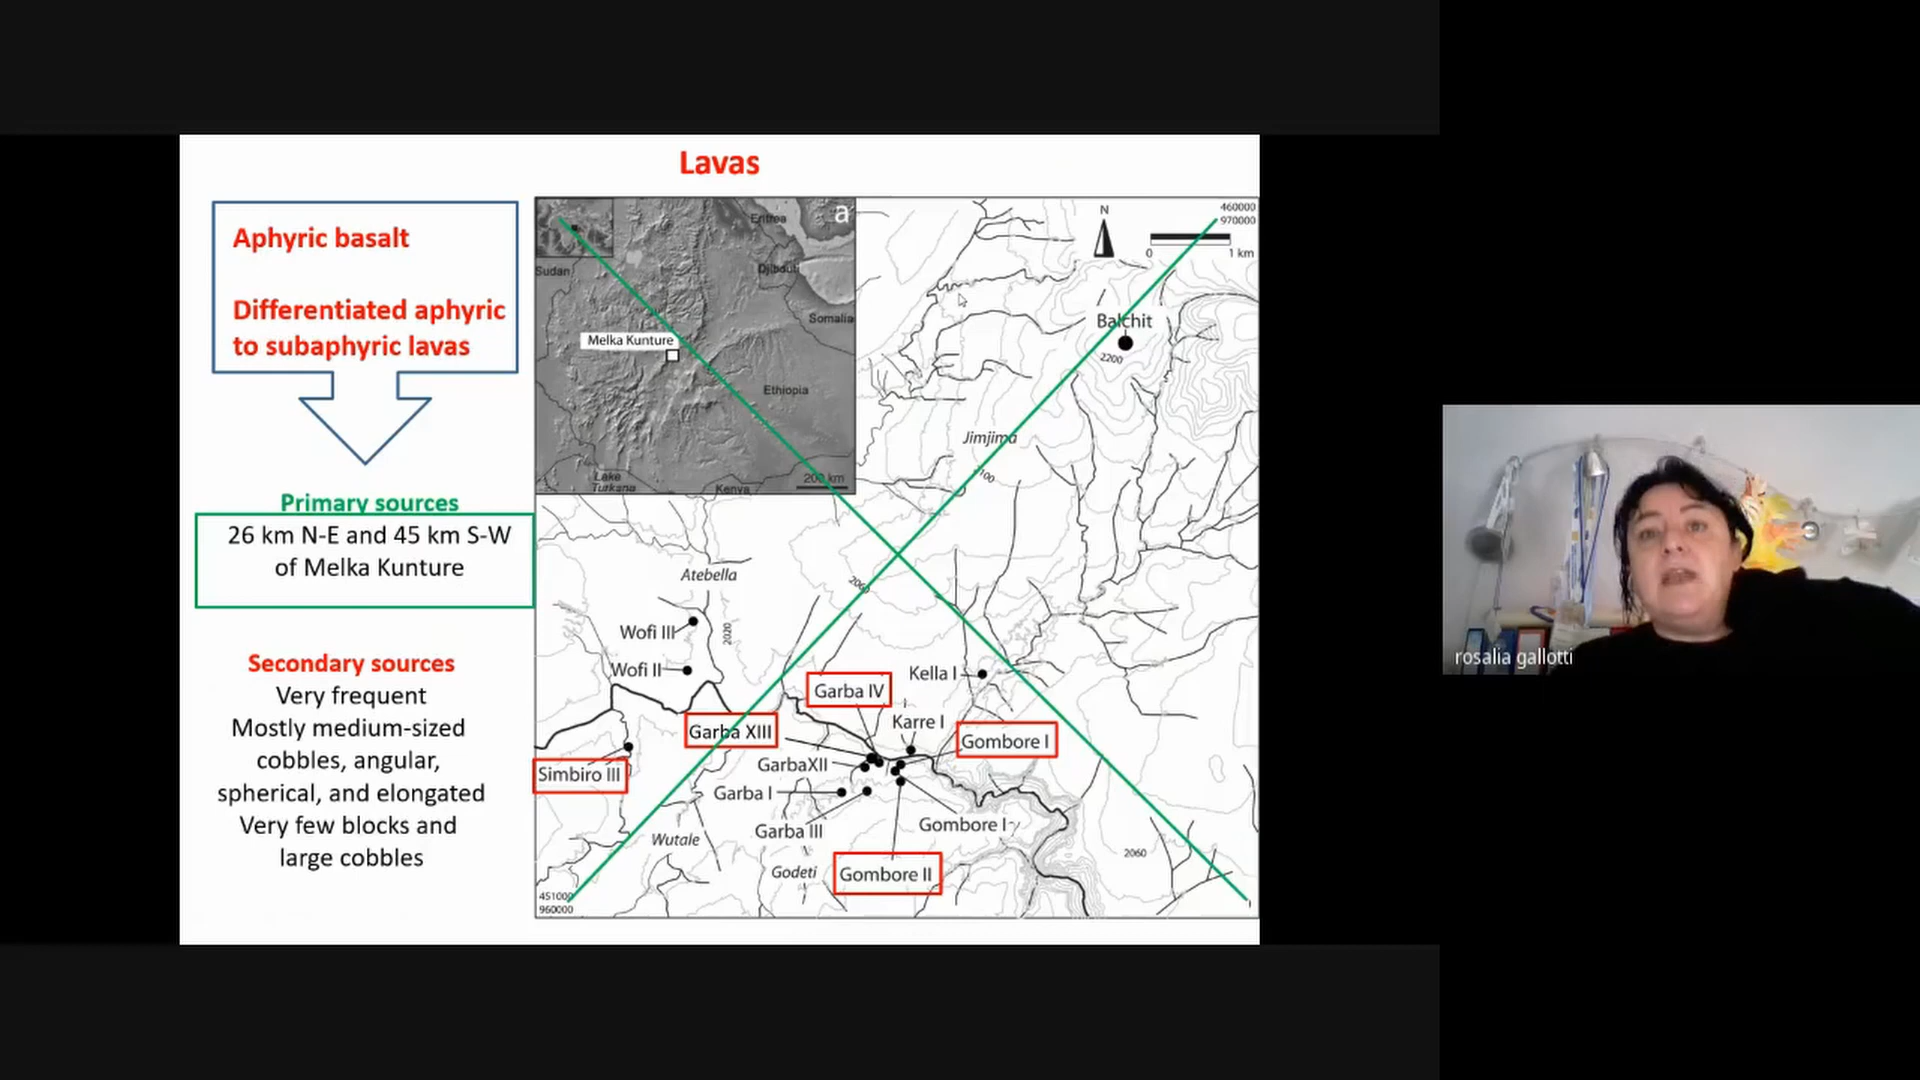 Lavas
Aphyric basalt
Differentiated aphyric
to subaphyric lavas
Primary sources
26 km N-E and 45 km S-W
of Melka Kunture
Secondary sources
Very frequent
Mostly medium-sized
cobbles, angular,
spherical, and elongated
Very few blocks and
large cobbles
a
Eritrea
Sudan
Djibouti
Somalia
Melka Kunture
Ethiopia
Lake
Turkana
Kenya
200 km
N
460000
970000
0 1 km
Balchit
2200
Jimjima
2100
Atebella
2060
2020
Wofi III
Wofi II
Kella I
Garba IV
Karre I
Garba XIII
Gombore I
GarbaXII
Simbiro III
Garba I
Garba III
Gombore I
Wutale
2060
Godeti
Gombore II
451000
960000
rosalia gallotti